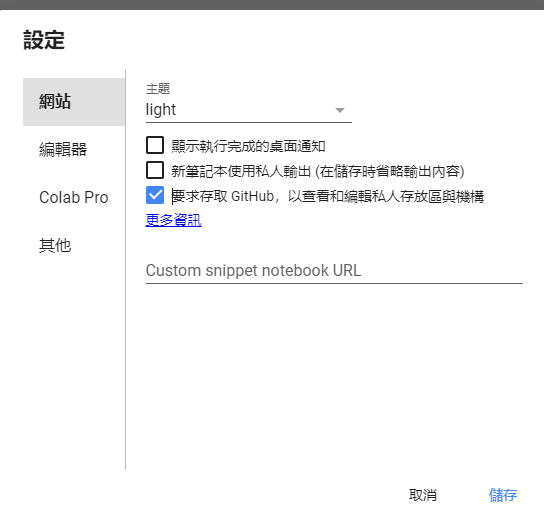 設定
網站
編輯器
Colab Pro
其他
主題
light
顯示執行完成的桌面通知
新筆記本使用私人輸出 (在儲存時省略輸出內容)
要求存取 GitHub，以查看和編輯私人存放區與機構
更多資訊
Custom snippet notebook URL
取消
儲存